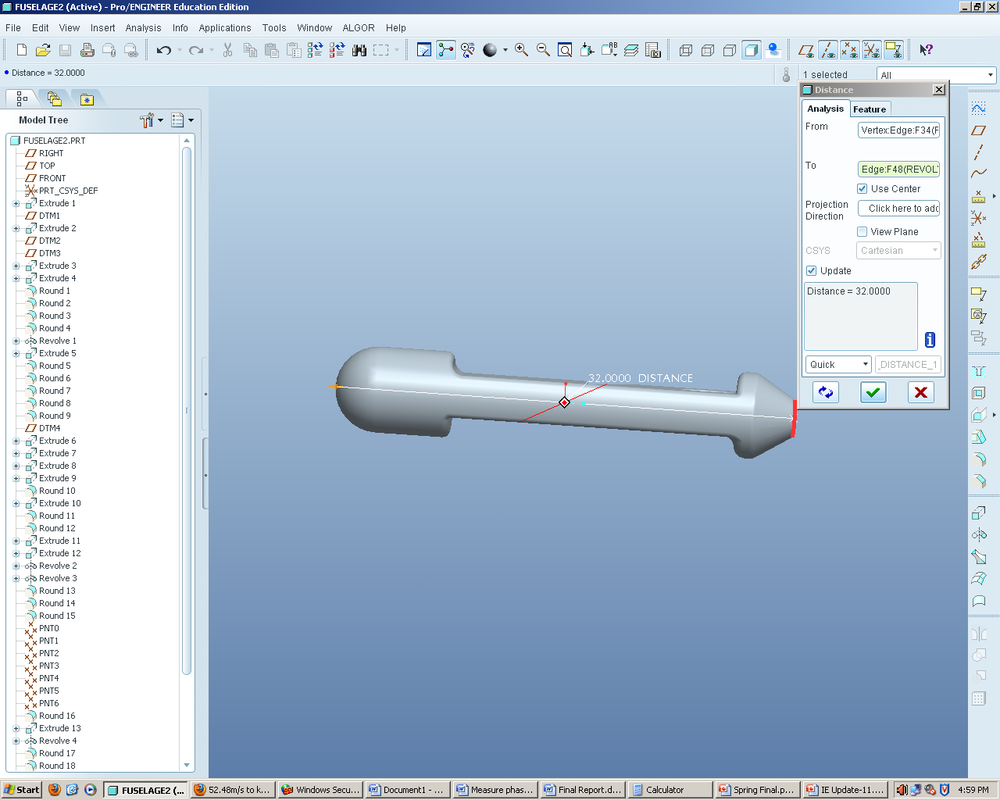 FUSELAGE2 (Active) - Pro/ENGINEER Education Edition
File Edit View Insert Analysis Info Applications Tools Window ALGOR Help
Distance = 32.0000
1 selected
All
Model Tree
FUSELAGE2.PRT
RIGHT
TOP
FRONT
PRT_CSYS_DEF
Extrude 1
DTM1
Extrude 2
DTM2
DTM3
Extrude 3
Extrude 4
Round 1
Round 2
Round 3
Round 4
Revolve 1
Extrude 5
Round 5
Round 6
Round 7
Round 8
Round 9
DTM4
Extrude 6
Extrude 7
Extrude 8
Extrude 9
Round 10
Extrude 10
Round 11
Round 12
Extrude 11
Extrude 12
Revolve 2
Revolve 3
Round 13
Round 14
Round 15
PNT0
PNT1
PNT2
PNT3
PNT4
PNT5
PNT6
Round 16
Extrude 13
Revolve 4
Round 17
Round 18
32.0000 DISTANCE
Distance
Analysis Feature
From Vertex:Edge:F34(F
To Edge:F48(REVOL
Use Center
Projection Direction Click here to add
View Plane
CSYS Cartesian
Update
Distance = 32.0000
Quick _DISTANCE_1
Start FUSELAGE2 (... 52.48m/s to k... Windows Secu... Document1 - ... Measure phas... Final Report.d... Calculator Spring Final.p... IE Update-11.... 4:59 PM